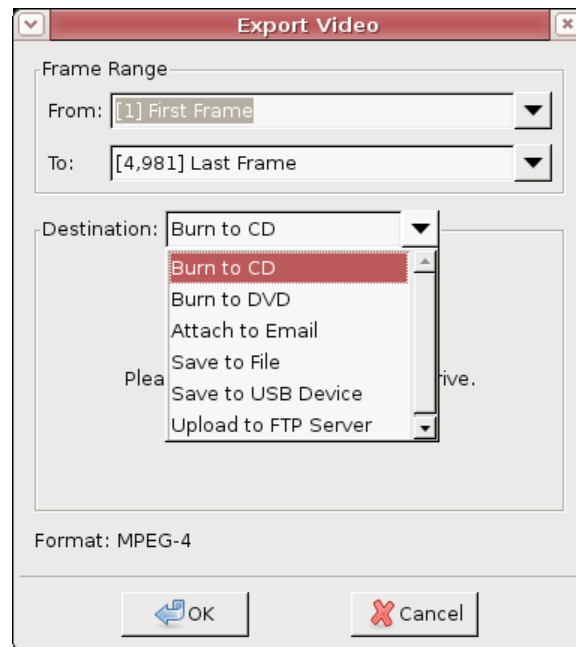 Export Video
Frame Range
From: [1] First Frame
To: [4,981] Last Frame
Destination: Burn to CD
Burn to CD
Burn to DVD
Attach to Email
Save to File
Save to USB Device
Upload to FTP Server
Format: MPEG-4
OK Cancel